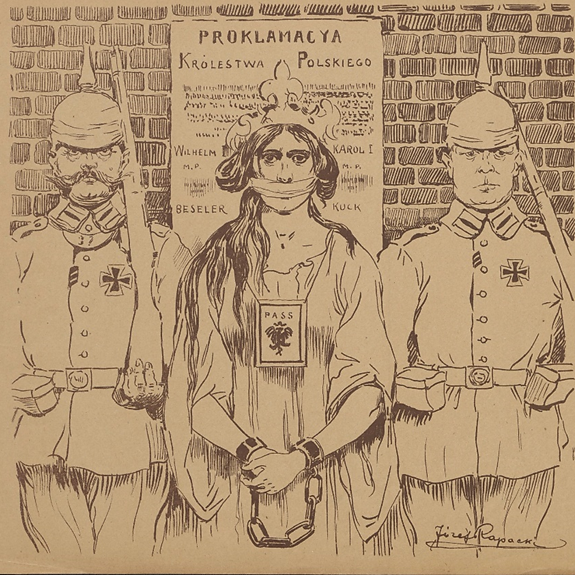 PROKLAMACYA
KRÓLESTWA POLSKIEGO
WILHELM KAROL I
M. P. M. P.
BESELER KUCK
PASS
Józef Rapacki